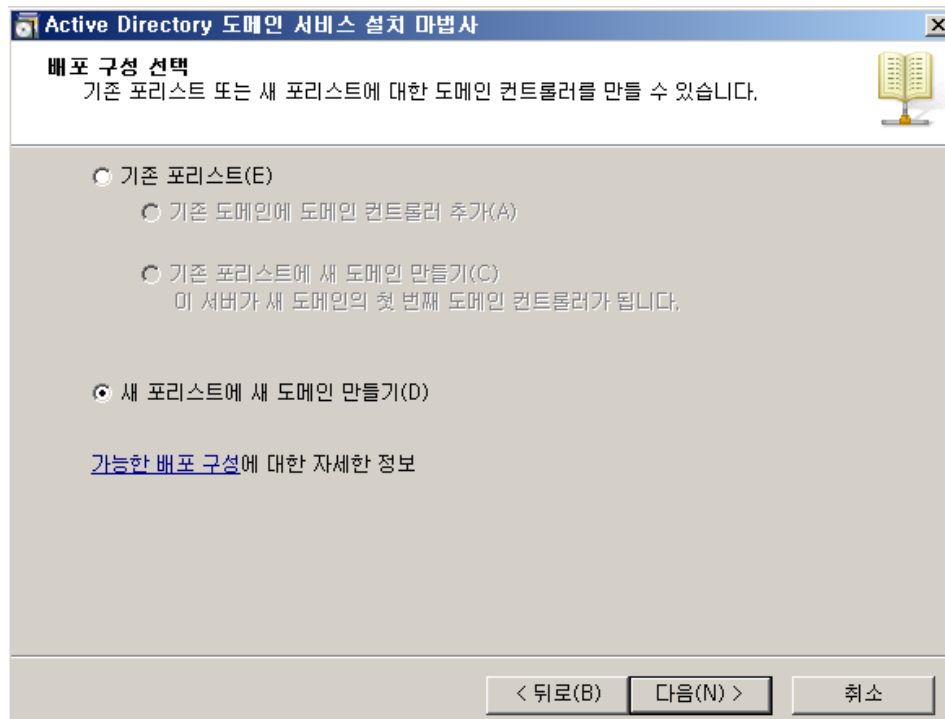 Active Directory 도메인 서비스 설치 마법사
배포 구성 선택
기존 포리스트 또는 새 포리스트에 대한 도메인 컨트롤러를 만들 수 있습니다.
기존 포리스트(E)
기존 도메인에 도메인 컨트롤러 추가(A)
기존 포리스트에 새 도메인 만들기(C)
이 서버가 새 도메인의 첫 번째 도메인 컨트롤러가 됩니다.
새 포리스트에 새 도메인 만들기(D)
가능한 배포 구성에 대한 자세한 정보
< 뒤로(B) 다음(N) > 취소